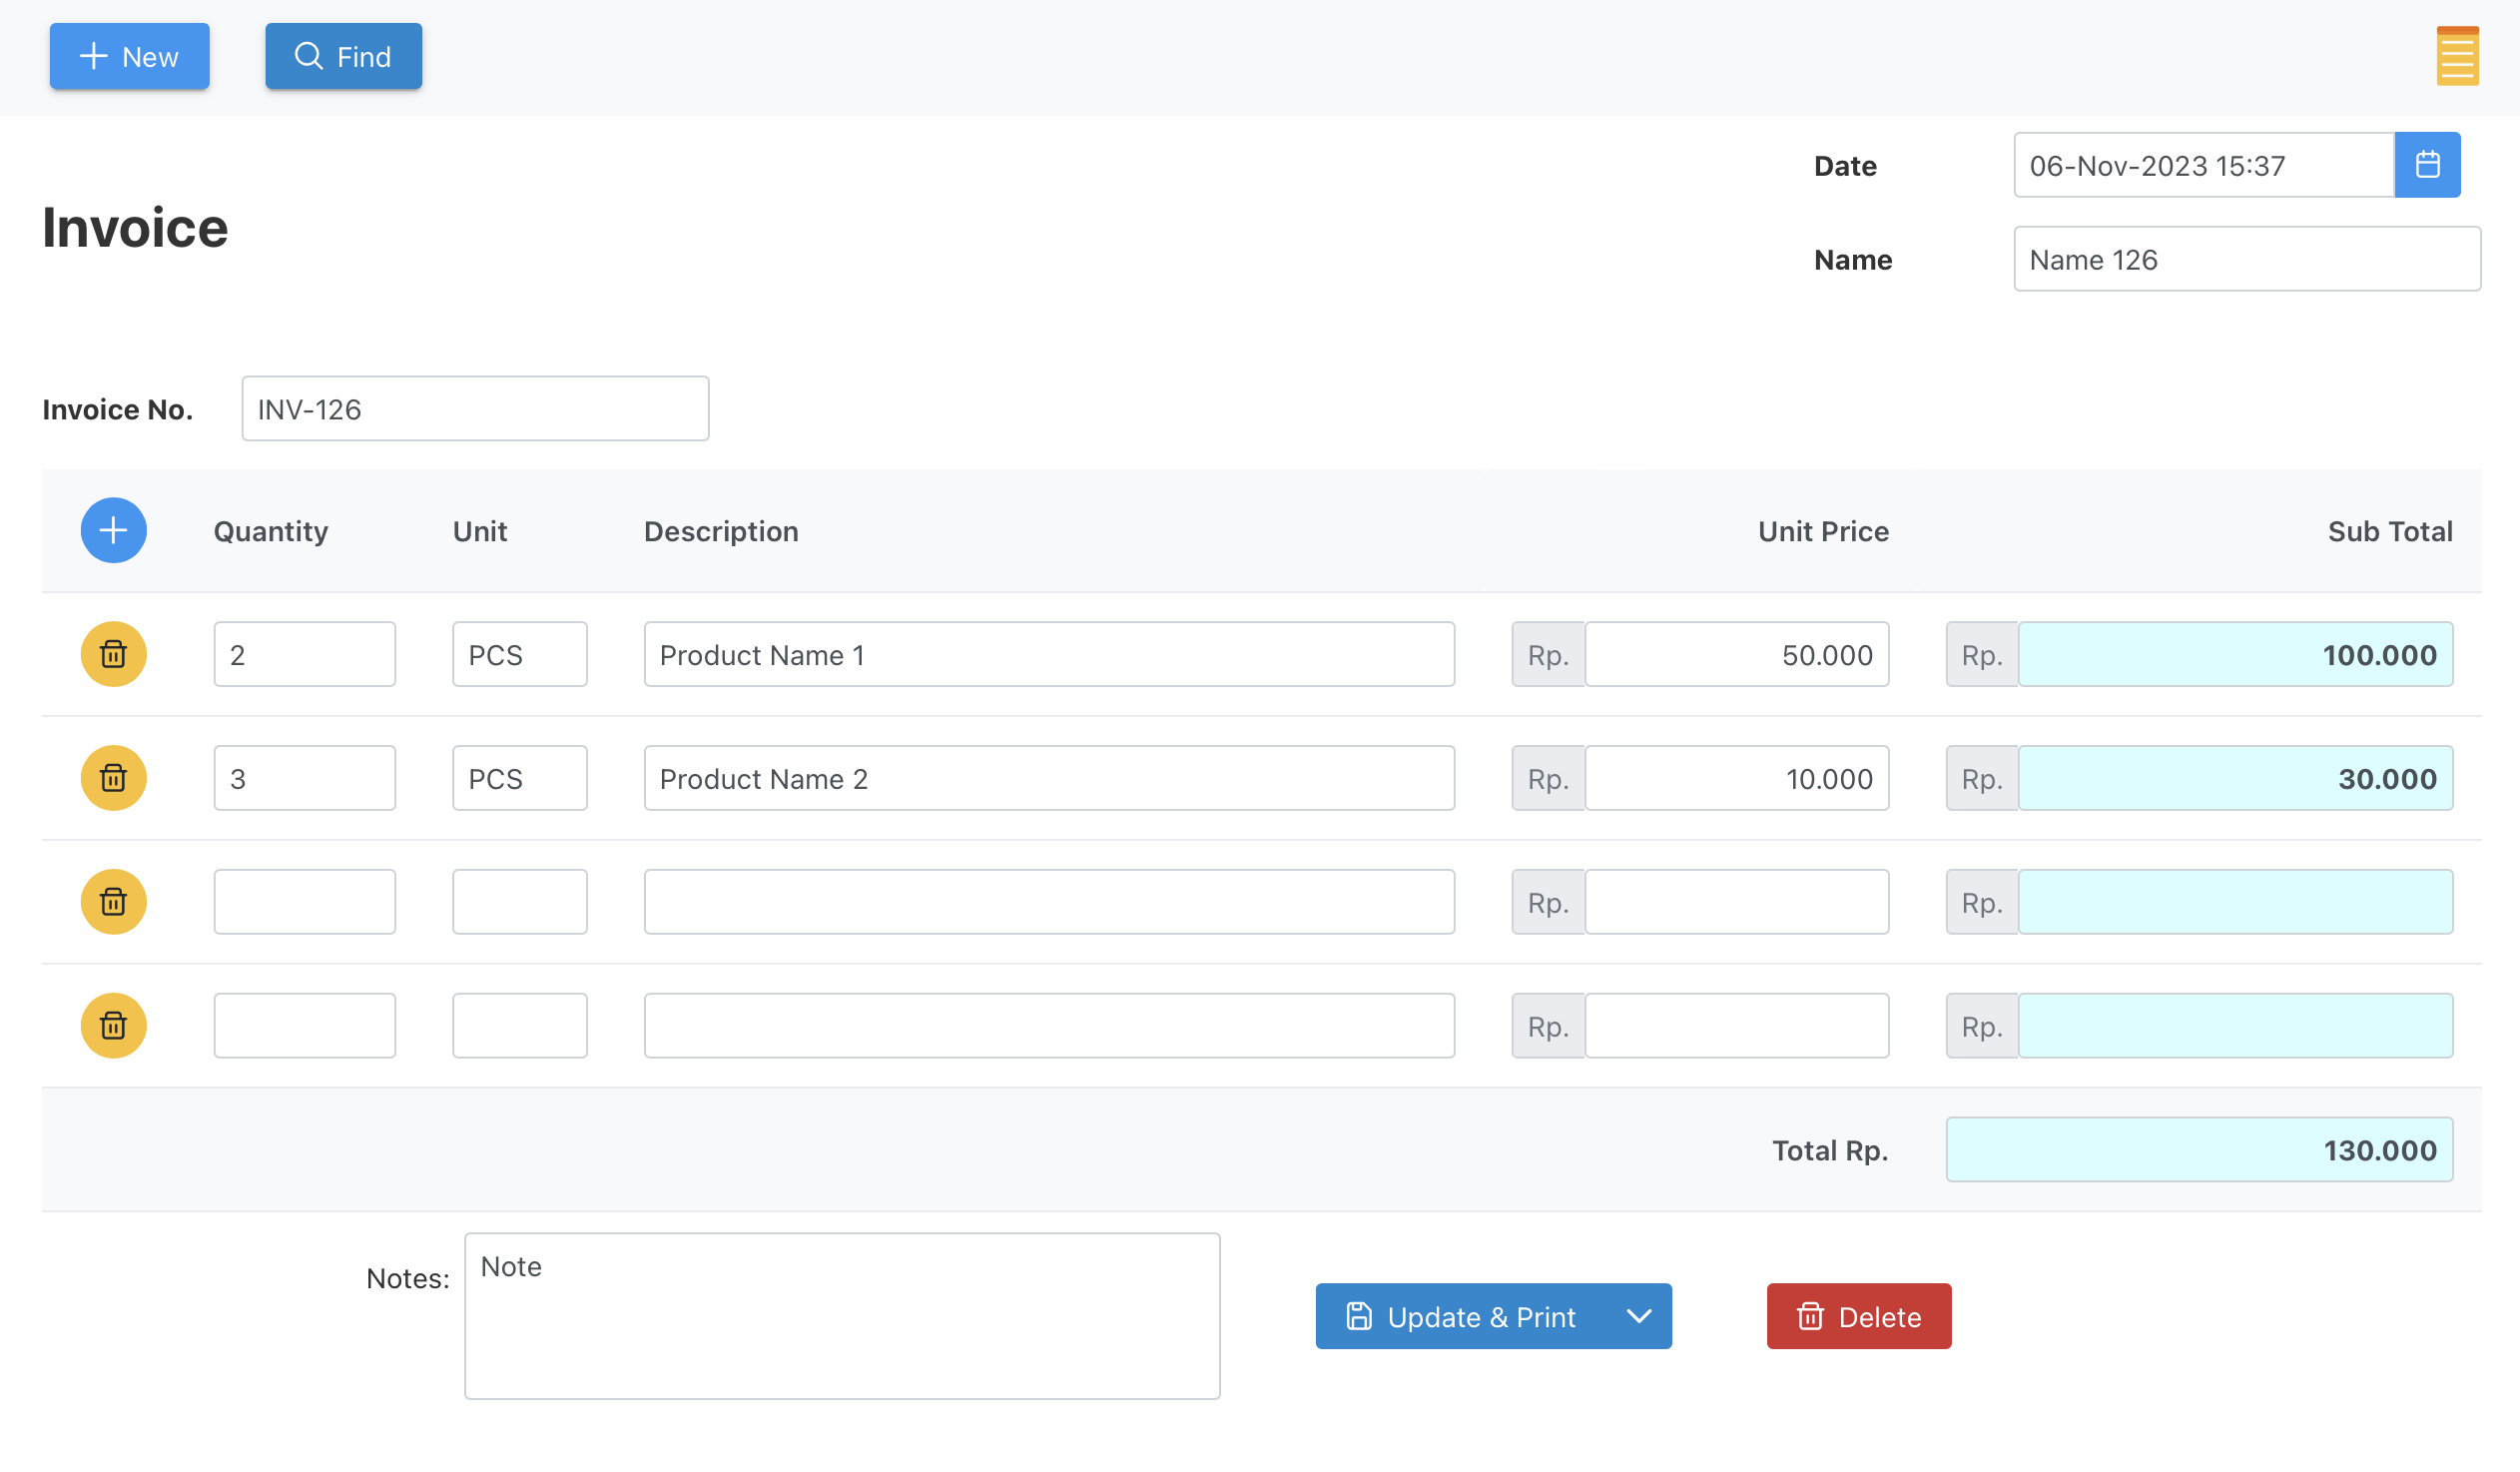 New Find
Date 06-Nov-2023 15:37
Invoice
Name Name 126
Invoice No. INV-126
Quantity Unit Description Unit Price Sub Total
2 PCS Product Name 1 Rp. 50.000 Rp. 100.000
3 PCS Product Name 2 Rp. 10.000 Rp. 30.000
Rp. Rp.
Rp. Rp.
Total Rp. 130.000
Notes: Note
Update & Print Delete